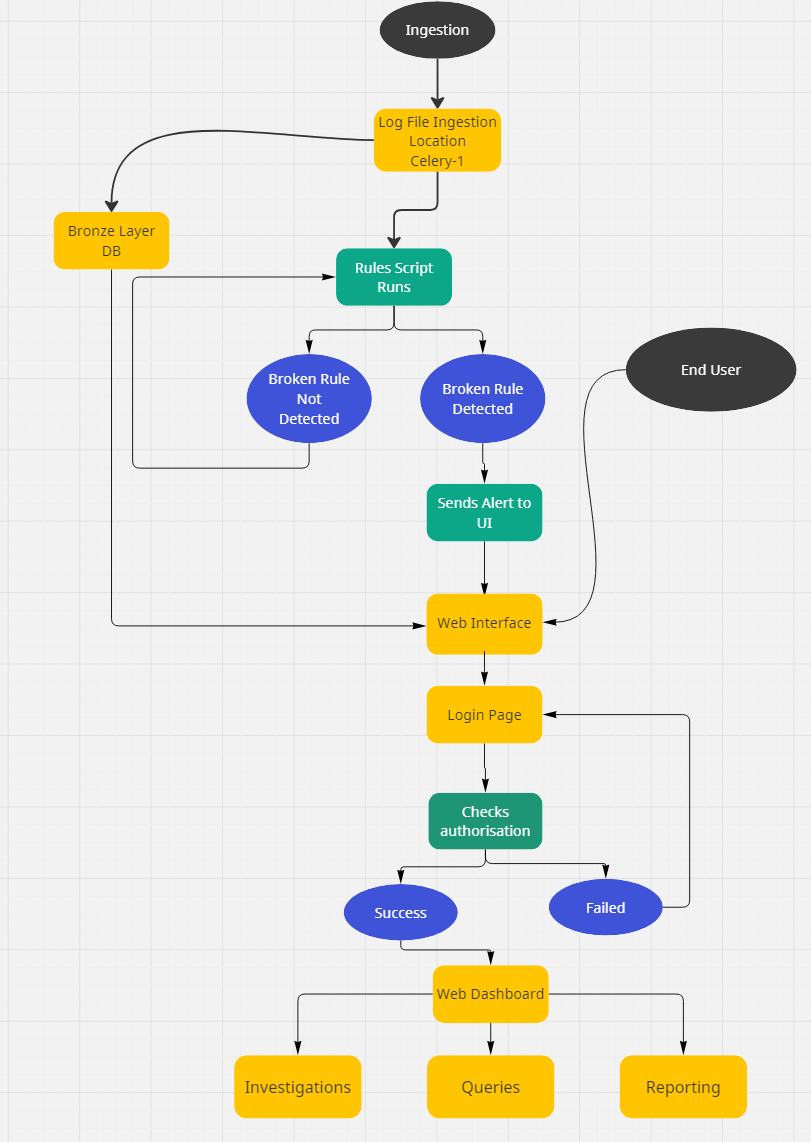 Ingestion
Log File Ingestion
Location
Celery-1
Bronze Layer
DB
Rules Script
Runs
Broken Rule
Not
Detected
Broken Rule
Detected
End User
Sends Alert to
UI
Web Interface
Login Page
Checks
authorisation
Success
Failed
Web Dashboard
Investigations
Queries
Reporting